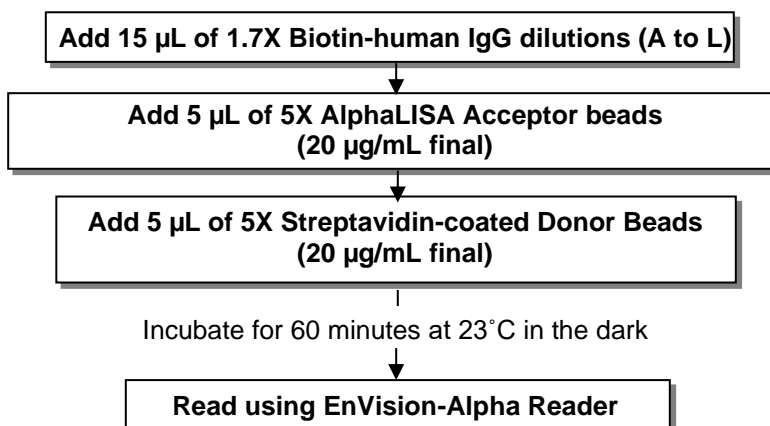 Add 15 µL of 1.7X Biotin-human IgG dilutions (A to L)
Add 5 µL of 5X AlphaLISA Acceptor beads
(20 µg/mL final)
Add 5 µL of 5X Streptavidin-coated Donor Beads
(20 µg/mL final)
Incubate for 60 minutes at 23˚C in the dark
Read using EnVision-Alpha Reader